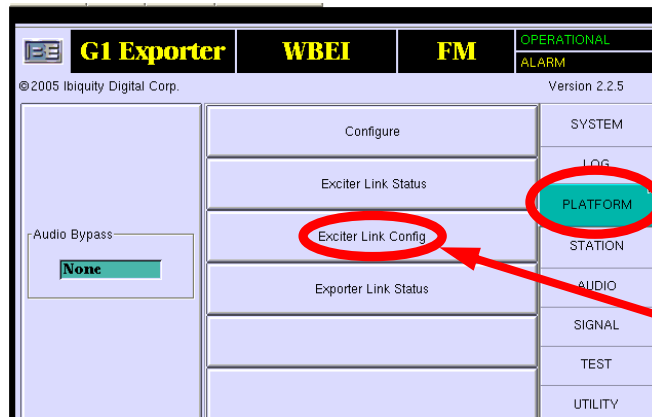 G1 Exporter
WBEI
FM
OPERATIONAL
ALARM
©2005 Ibiquity Digital Corp.
Version 2.2.5
Audio Bypass
None
Configure
Exciter Link Status
Exciter Link Config
Exporter Link Status
SYSTEM
LOG
PLATFORM
STATION
AUDIO
SIGNAL
TEST
UTILITY